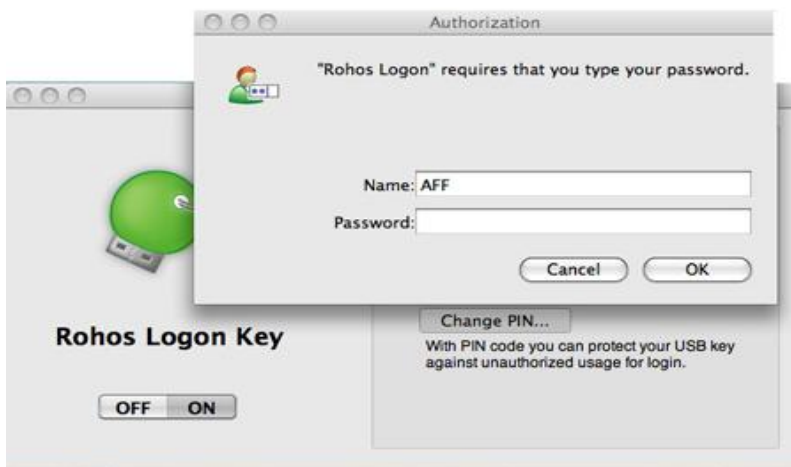 Authorization
"Rohos Logon" requires that you type your password.
Name: AFF
Password:
Cancel
OK
Rohos Logon Key
OFF
ON
Change PIN...
With PIN code you can protect your USB key
against unauthorized usage for login.